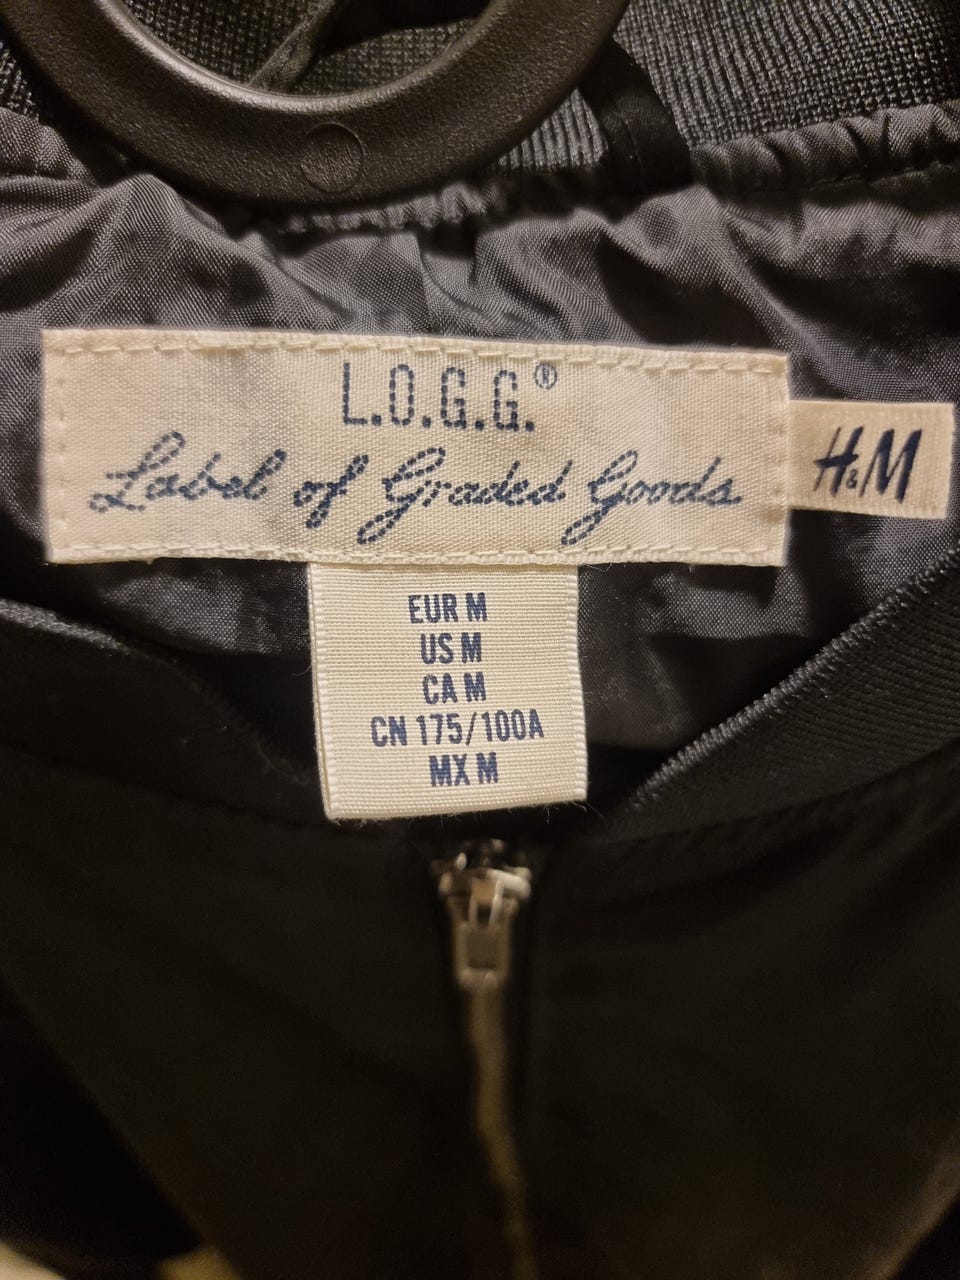 L.O.G.G.®
Label of Graded Goods
H&M
EUR M
US M
CA M
CN 175/100A
MX M